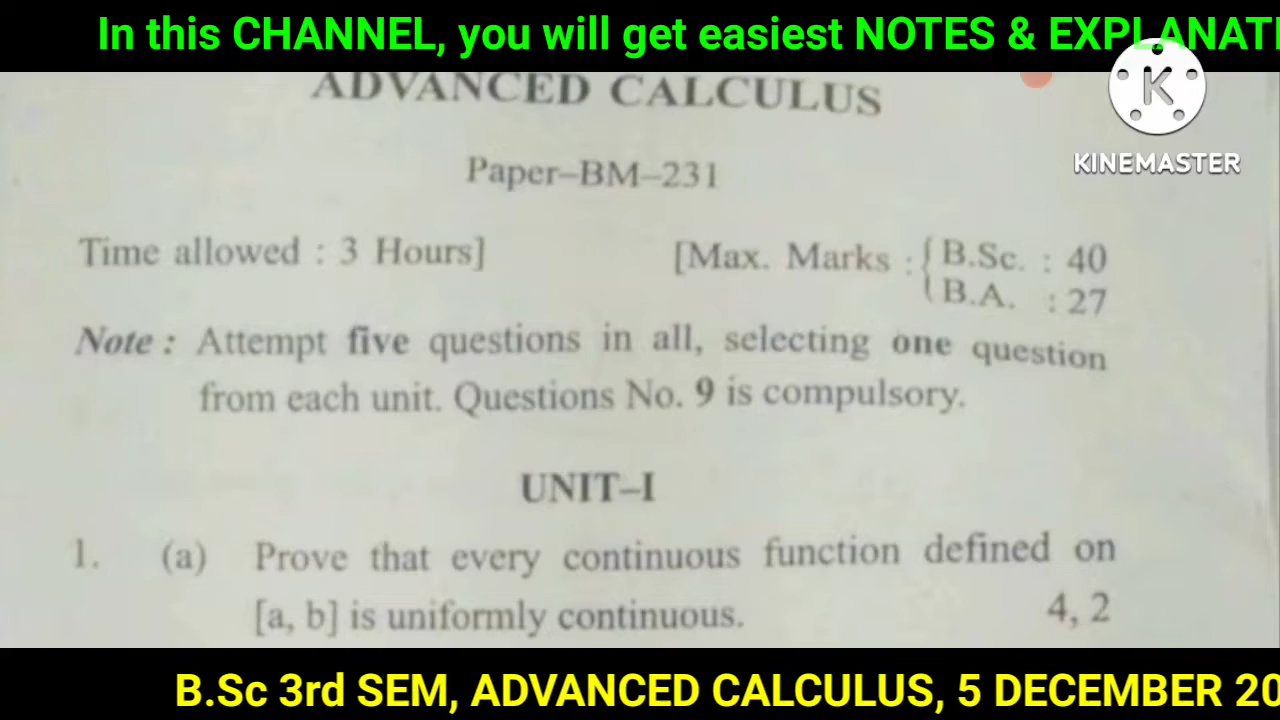 In this CHANNEL, you will get easiest NOTES & EXPLANATI
K
KINEMASTER
ADVANCED CALCULUS
Paper–BM–231
Time allowed : 3 Hours] [Max. Marks : { B.Sc. : 40
B.A. : 27
Note : Attempt five questions in all, selecting one question
from each unit. Questions No. 9 is compulsory.
UNIT–I
1. (a) Prove that every continuous function defined on
[a, b] is uniformly continuous. 4, 2
B.Sc 3rd SEM, ADVANCED CALCULUS, 5 DECEMBER 20